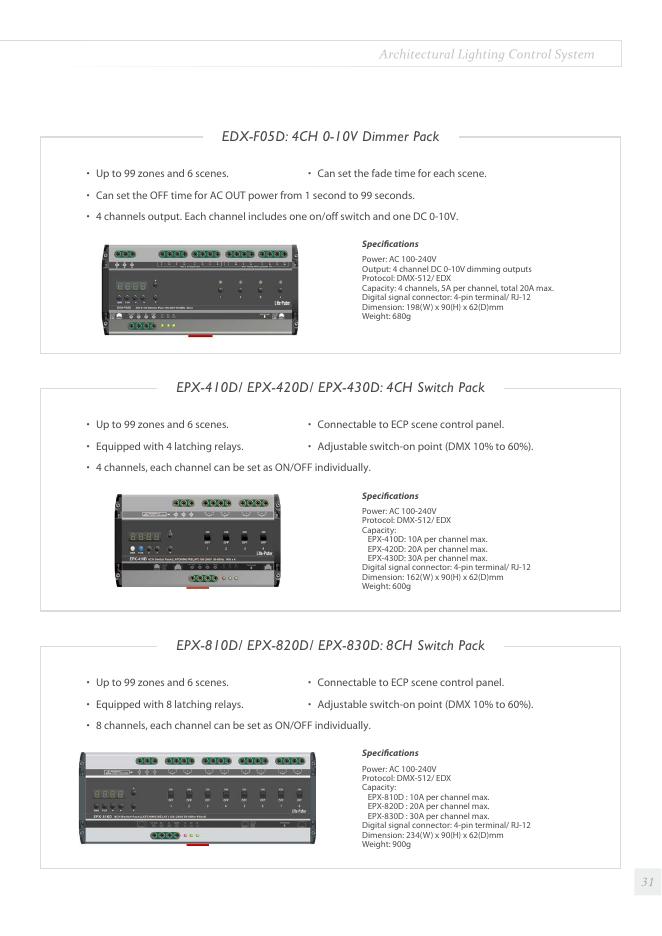 Architectural Lighting Control System
EDX-F05D: 4CH 0-10V Dimmer Pack
• Up to 99 zones and 6 scenes.
• Can set the fade time for each scene.
• Can set the OFF time for AC OUT power from 1 second to 99 seconds.
• 4 channels output. Each channel includes one on/off switch and one DC 0-10V.
Lite-Puter
Specifications
Power: AC 100-240V
Output: 4 channel DC 0-10V dimming outputs
Protocol: DMX-512/ EDX
Capacity: 4 channels, 5A per channel, total 20A max.
Digital signal connector: 4-pin terminal/ RJ-12
Dimension: 198(W) x 90(H) x 62(D)mm
Weight: 680g
EPX-410D/ EPX-420D/ EPX-430D: 4CH Switch Pack
• Up to 99 zones and 6 scenes.
• Connectable to ECP scene control panel.
• Equipped with 4 latching relays.
• Adjustable switch-on point (DMX 10% to 60%).
• 4 channels, each channel can be set as ON/OFF individually.
Lite-Puter
Specifications
Power: AC 100-240V
Protocol: DMX-512/ EDX
Capacity:
EPX-410D: 10A per channel max.
EPX-420D: 20A per channel max.
EPX-430D: 30A per channel max.
Digital signal connector: 4-pin terminal/ RJ-12
Dimension: 162(W) x 90(H) x 62(D)mm
Weight: 600g
EPX-810D/ EPX-820D/ EPX-830D: 8CH Switch Pack
• Up to 99 zones and 6 scenes.
• Connectable to ECP scene control panel.
• Equipped with 8 latching relays.
• Adjustable switch-on point (DMX 10% to 60%).
• 8 channels, each channel can be set as ON/OFF individually.
Lite-Puter
Specifications
Power: AC 100-240V
Protocol: DMX-512/ EDX
Capacity:
EPX-810D : 10A per channel max.
EPX-820D : 20A per channel max.
EPX-830D : 30A per channel max.
Digital signal connector: 4-pin terminal/ RJ-12
Dimension: 234(W) x 90(H) x 62(D)mm
Weight: 900g
31